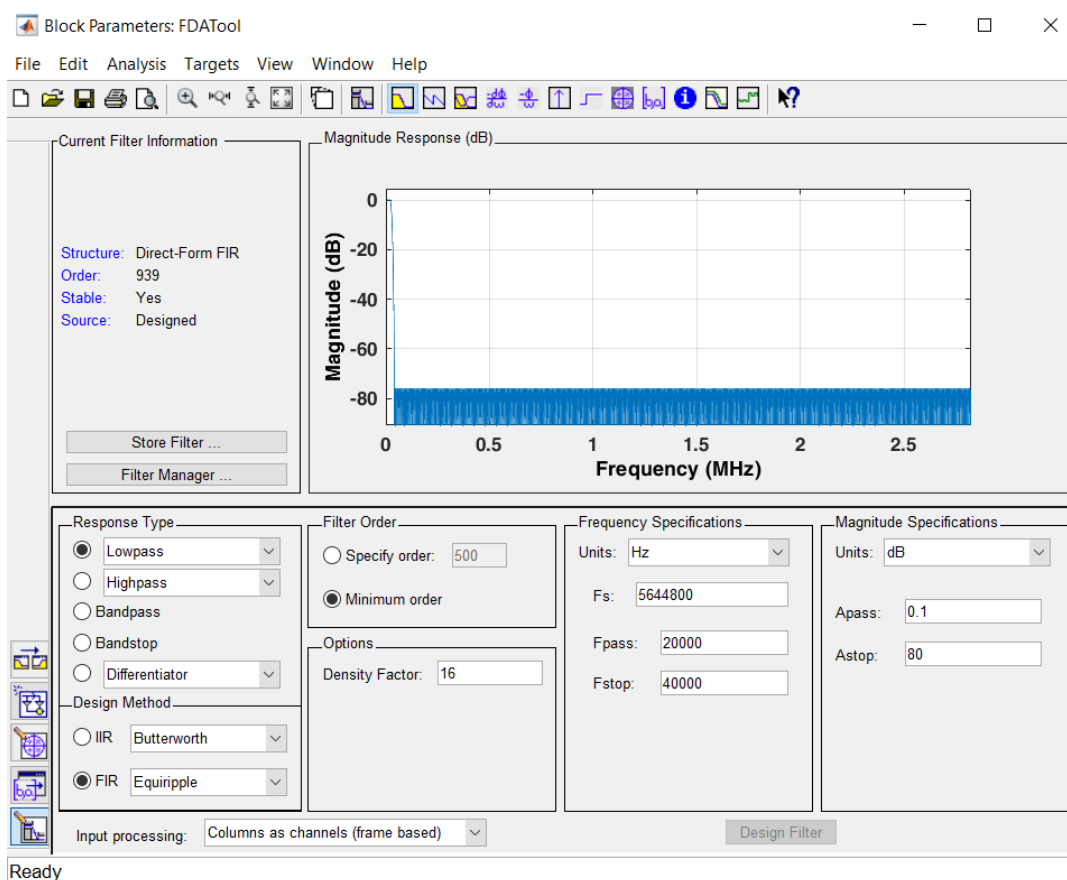 Block Parameters: FDATool
File Edit Analysis Targets View Window Help
Current Filter Information
Structure: Direct-Form FIR
Order: 939
Stable: Yes
Source: Designed
Store Filter ...
Filter Manager ...
Magnitude Response (dB)
Magnitude (dB)
0
-20
-40
-60
-80
0 0.5 1 1.5 2 2.5
Frequency (MHz)
Response Type
Lowpass
Highpass
Bandpass
Bandstop
Differentiator
Design Method
IIR Butterworth
FIR Equiripple
Filter Order
Specify order: 500
Minimum order
Options
Density Factor: 16
Frequency Specifications
Units: Hz
Fs: 5644800
Fpass: 20000
Fstop: 40000
Magnitude Specifications
Units: dB
Apass: 0.1
Astop: 80
Input processing: Columns as channels (frame based)
Design Filter
Ready